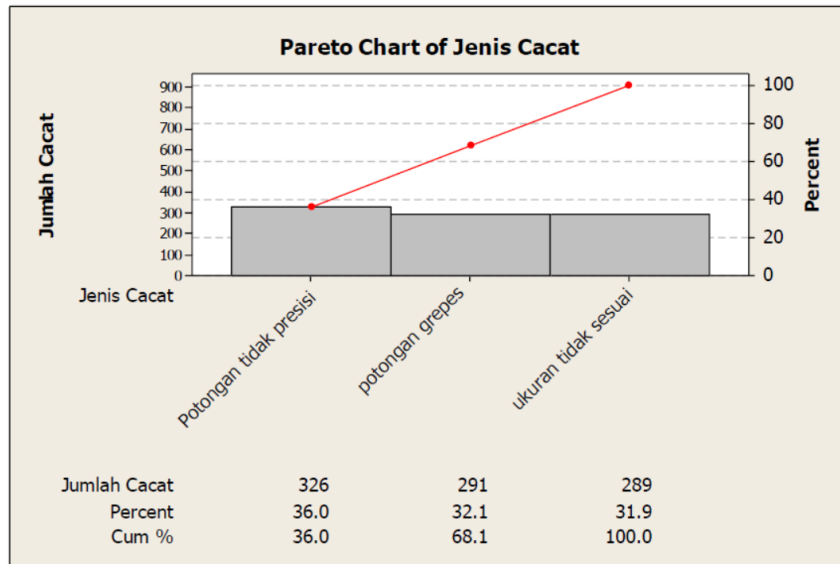 Pareto Chart of Jenis Cacat
Jumlah Cacat
900
800
700
600
500
400
300
200
100
0
100
80
60
40
20
0
Percent
Jenis Cacat
Potongan tidak presisi
potongan grepes
ukuran tidak sesuai
Jumlah Cacat 326 291 289
Percent 36.0 32.1 31.9
Cum % 36.0 68.1 100.0